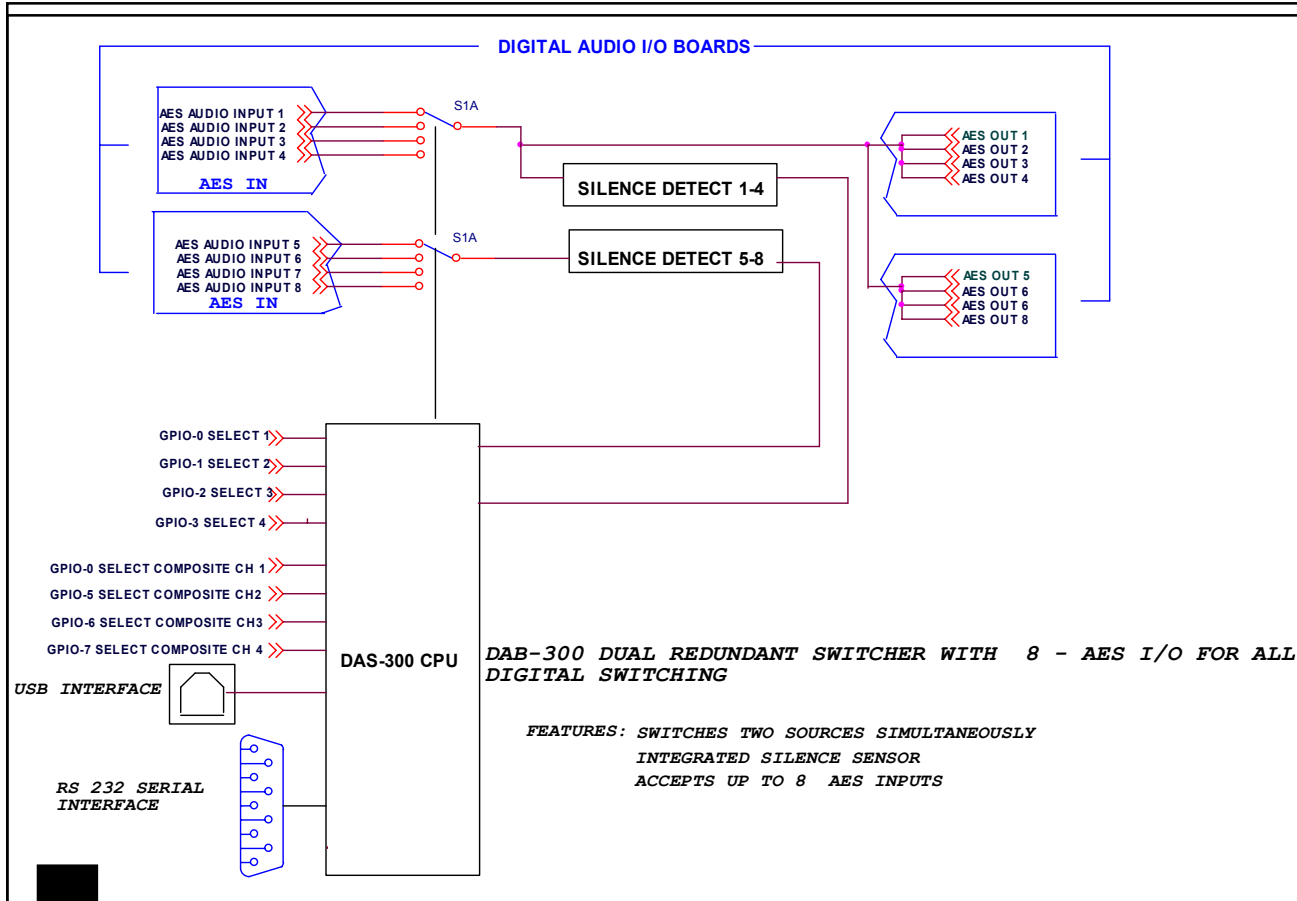 DIGITAL AUDIO I/O BOARDS
AES AUDIO INPUT 1
AES AUDIO INPUT 2
AES AUDIO INPUT 3
AES AUDIO INPUT 4
AES IN
S1A
SILENCE DETECT 1-4
AES OUT 1
AES OUT 2
AES OUT 3
AES OUT 4
AES AUDIO INPUT 5
AES AUDIO INPUT 6
AES AUDIO INPUT 7
AES AUDIO INPUT 8
AES IN
S1A
SILENCE DETECT 5-8
AES OUT 5
AES OUT 6
AES OUT 6
AES OUT 8
GPIO-0 SELECT 1
GPIO-1 SELECT 2
GPIO-2 SELECT 3
GPIO-3 SELECT 4
GPIO-0 SELECT COMPOSITE CH 1
GPIO-5 SELECT COMPOSITE CH2
GPIO-6 SELECT COMPOSITE CH3
GPIO-7 SELECT COMPOSITE CH 4
USB INTERFACE
RS 232 SERIAL
INTERFACE
DAS-300 CPU
DAB-300 DUAL REDUNDANT SWITCHER WITH 8 - AES I/O FOR ALL
DIGITAL SWITCHING
FEATURES: SWITCHES TWO SOURCES SIMULTANEOUSLY
INTEGRATED SILENCE SENSOR
ACCEPTS UP TO 8 AES INPUTS